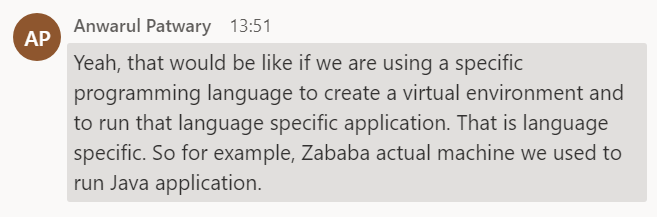 AP
Anwarul Patwary 13:51
Yeah, that would be like if we are using a specific
programming language to create a virtual environment and
to run that language specific application. That is language
specific. So for example, Zababa actual machine we used to
run Java application.